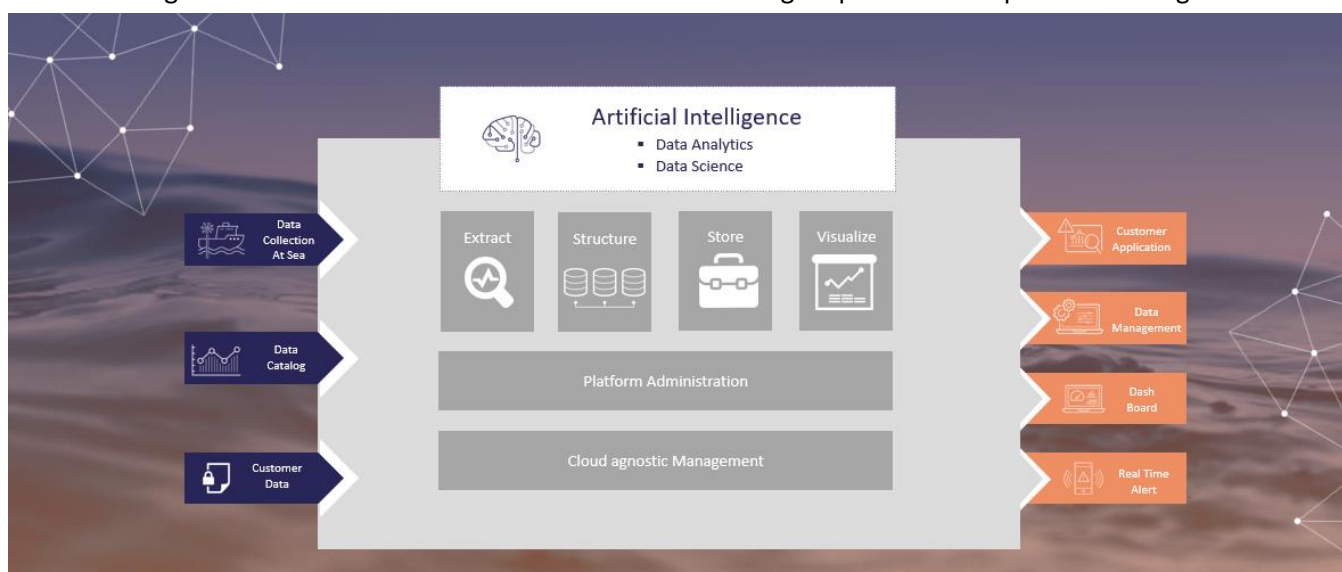 Artificial Intelligence
▪ Data Analytics
▪ Data Science
Data
Collection
At Sea
Data
Catalog
Customer
Data
Extract
Structure
Store
Visualize
Platform Administration
Cloud agnostic Management
Customer
Application
Data
Management
Dash
Board
Real Time
Alert